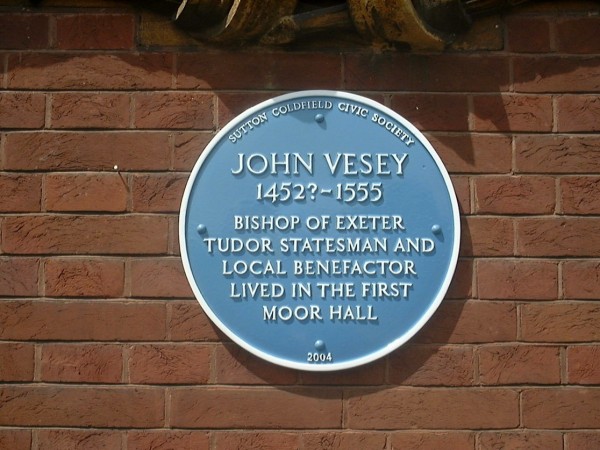 SUTTON COLDFIELD CIVIC SOCIETY
JOHN VESEY
1452?-1555
BISHOP OF EXETER
TUDOR STATESMAN AND
LOCAL BENEFACTOR
LIVED IN THE FIRST
MOOR HALL
2004